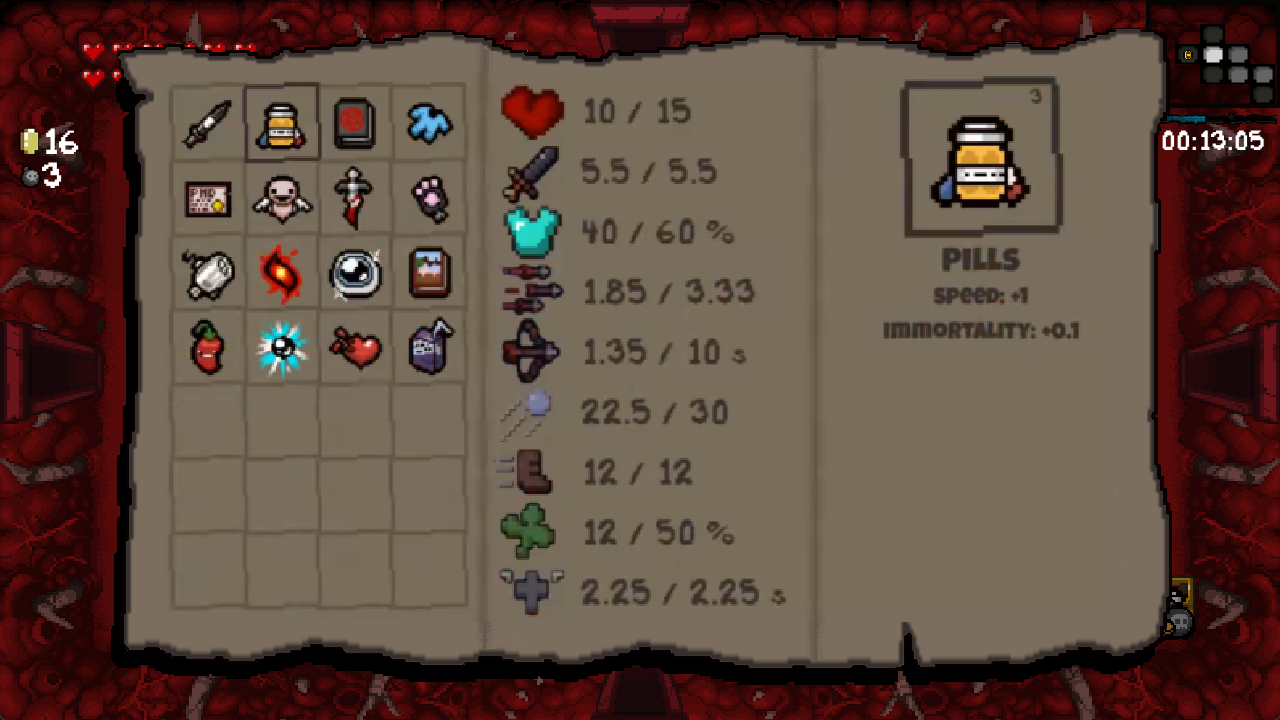 16
3
00:13:05
10 / 15
5.5 / 5.5
40 / 60 %
1.85 / 3.33
1.35 / 10 s
22.5 / 30
12 / 12
12 / 50 %
2.25 / 2.25 s
3
PILLS
SPEED: +1
IMMORTALITY: +0.1